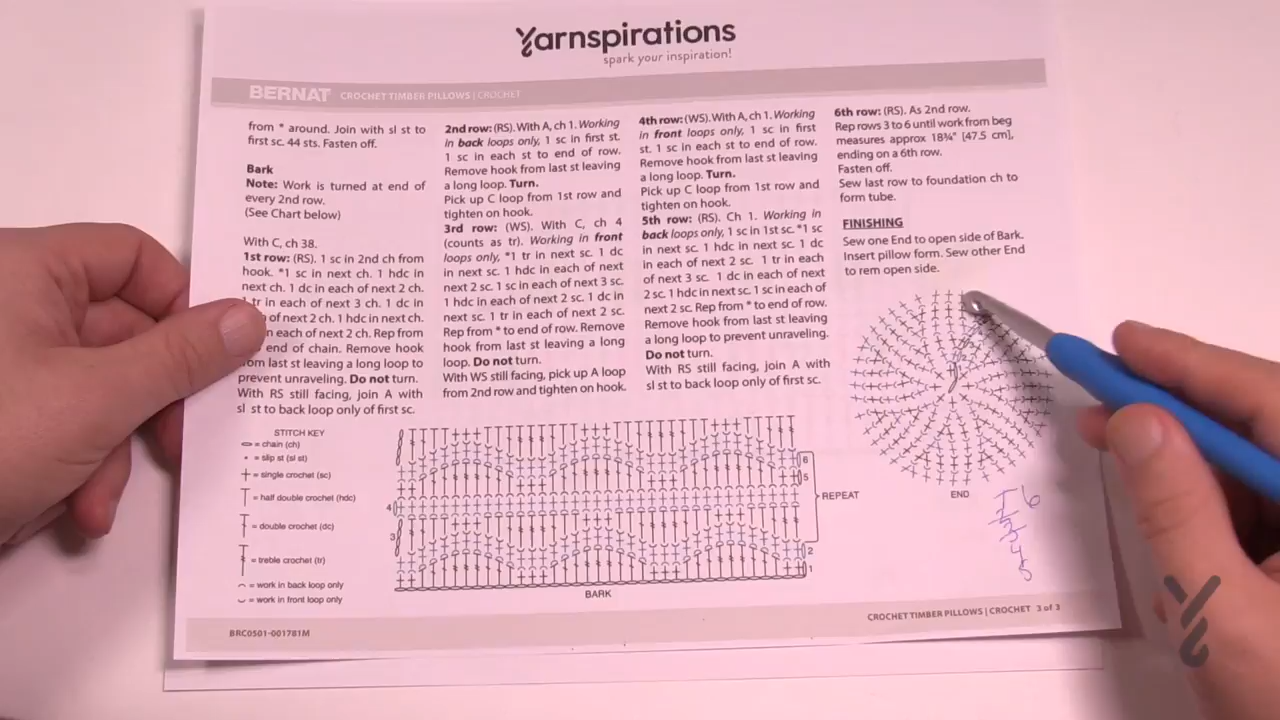 Yarnspirations
spark your inspiration!
BERNAT CROCHET TIMBER PILLOWS | CROCHET
from * around. Join with sl st to
first sc. 44 sts. Fasten off.
Bark
Note: Work is turned at end of
every 2nd row.
(See Chart below)
With C, ch 38.
1st row: (RS). 1 sc in 2nd ch from
hook. *1 sc in next ch. 1 hdc in
next ch. 1 dc in each of next 2 ch.
tr in each of next 3 ch. 1 dc in
of next 2 ch. 1 hdc in next ch.
in each of next 2 ch. Rep from
end of chain. Remove hook
from last st leaving a long loop to
prevent unraveling. Do not turn.
With RS still facing, join A with
sl st to back loop only of first sc.
2nd row: (RS). With A, ch 1. Working
in back loops only, 1 sc in first st.
1 sc in each st to end of row.
Remove hook from last st leaving
a long loop. Turn.
Pick up C loop from 1st row and
tighten on hook.
3rd row: (WS). With C, ch 4
(counts as tr). Working in front
loops only, *1 tr in next sc. 1 dc
in next sc. 1 hdc in each of next
2 sc. 1 sc in each of next 3 sc.
1 hdc in each of next 2 sc. 1 dc in
next sc. 1 tr in each of next 2 sc.
Rep from * to end of row. Remove
hook from last st leaving a long
loop. Do not turn.
With WS still facing, pick up A loop
from 2nd row and tighten on hook.
4th row: (WS). With A, ch 1. Working
in front loops only, 1 sc in first
st. 1 sc in each st to end of row.
Remove hook from last st leaving
a long loop. Turn.
Pick up C loop from 1st row and
tighten on hook.
5th row: (RS). Ch 1. Working in
back loops only, 1 sc in 1st sc. *1 sc
in next sc. 1 hdc in next sc. 1 dc
in each of next 2 sc. 1 tr in each
of next 3 sc. 1 dc in each of next
2 sc. 1 hdc in next sc. 1 sc in each of
next 2 sc. Rep from * to end of row.
Remove hook from last st leaving
a long loop to prevent unraveling.
Do not turn.
With RS still facing, join A with
sl st to back loop only of first sc.
6th row: (RS). As 2nd row.
Rep rows 3 to 6 until work from beg
measures approx 18¾" [47.5 cm],
ending on a 6th row.
Fasten off.
Sew last row to foundation ch to
form tube.
FINISHING
Sew one End to open side of Bark.
Insert pillow form. Sew other End
to rem open side.
STITCH KEY
= chain (ch)
= slip st (sl st)
= single crochet (sc)
= half double crochet (hdc)
= double crochet (dc)
= treble crochet (tr)
= work in back loop only
= work in front loop only
6
5
4
3
2
1
REPEAT
BARK
END
BRC0501-001781M
CROCHET TIMBER PILLOWS | CROCHET 3 of 3